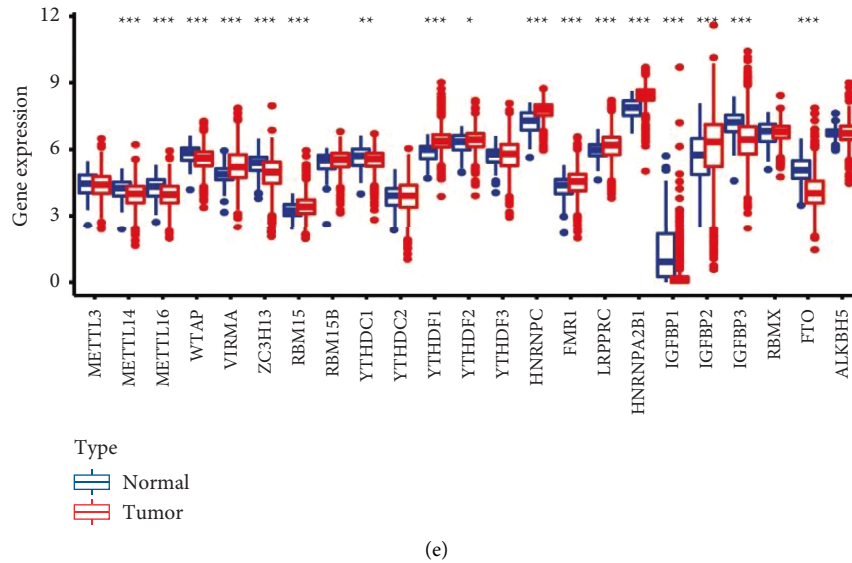 12
*** *** *** *** *** *** ** *** * *** *** *** *** *** *** *** ***
9
6
3
0
Gene expression
METTL3
METTL14
METTL16
WTAP
VIRMA
ZC3H13
RBM15
RBM15B
YTHDC1
YTHDC2
YTHDF1
YTHDF2
YTHDF3
HNRNPC
FMR1
LRPPRC
HNRNPA2B1
IGFBP1
IGFBP2
IGFBP3
RBMX
FTO
ALKBH5
Type
Normal
Tumor
(e)